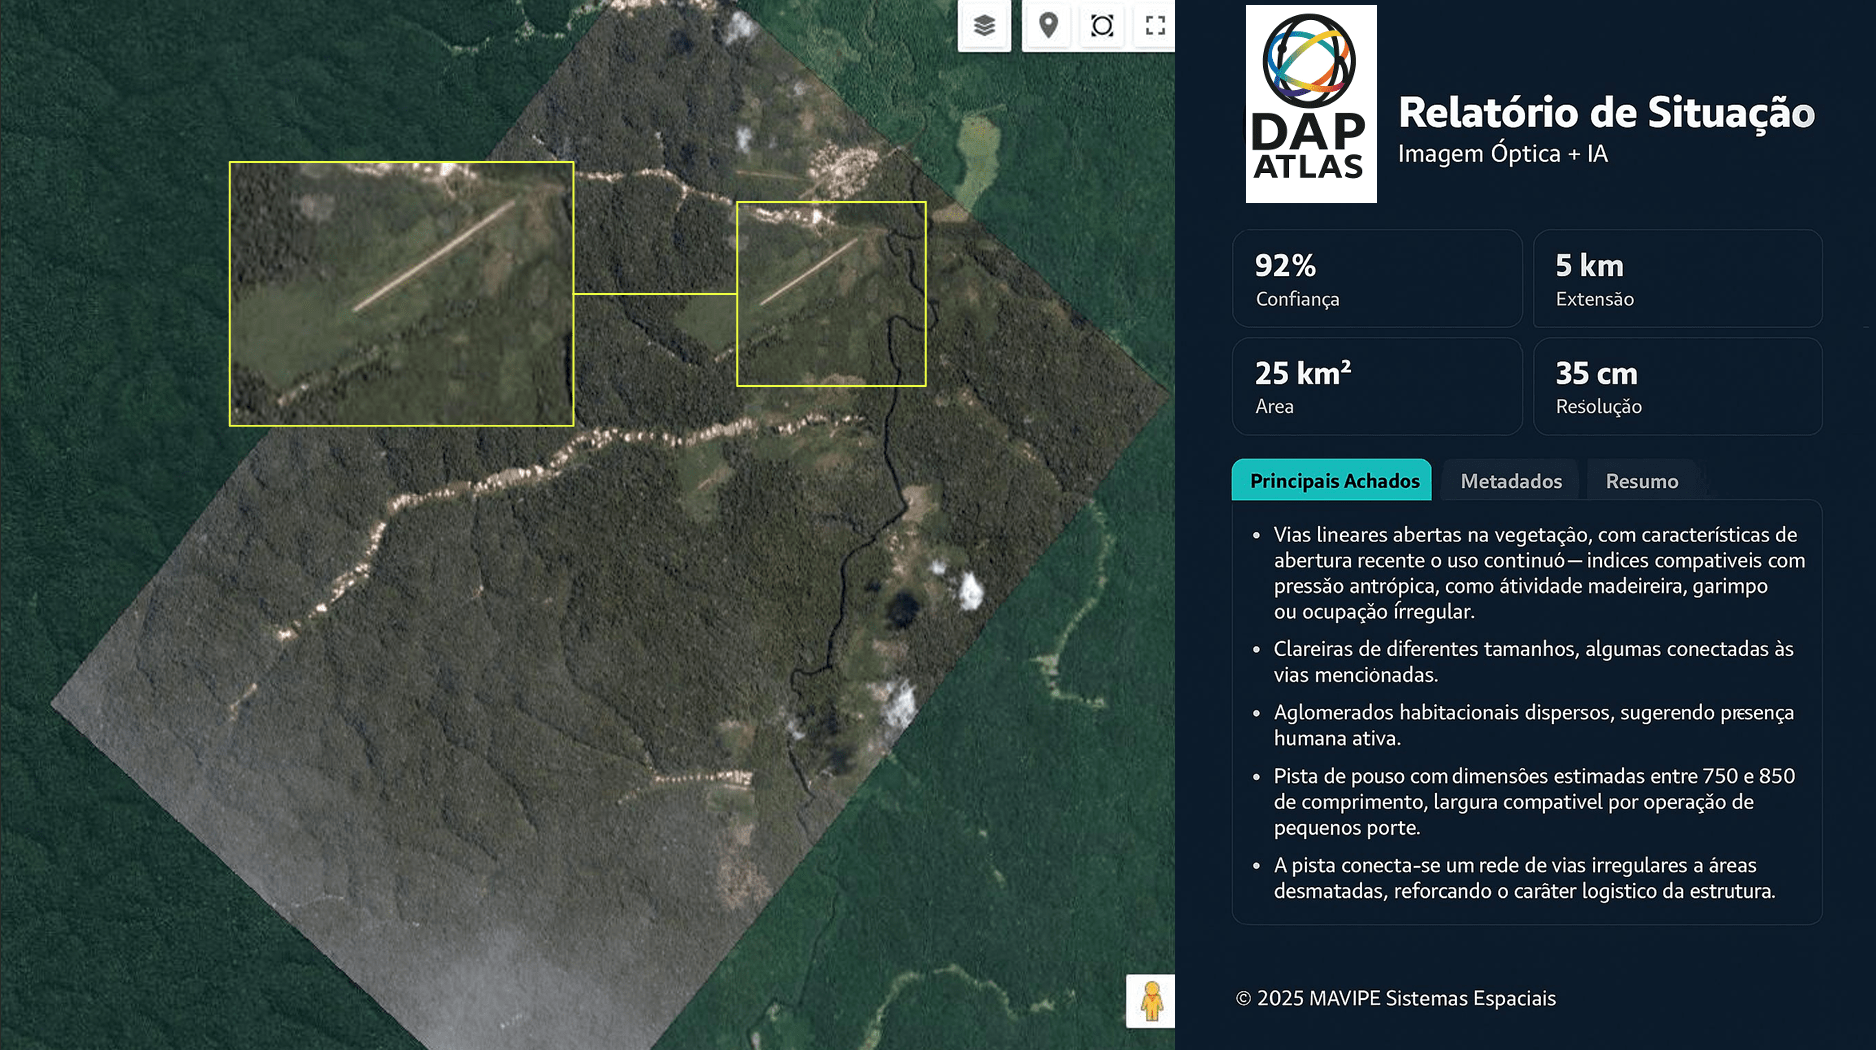 DAP
ATLAS
Relatório de Situação
Imagem Óptica + IA
92%
Confiança
5 km
Extensão
25 km²
Area
35 cm
Resolução
Principais Achados
Metadados
Resumo
• Vias lineares abertas na vegetação, com características de
abertura recente o uso continuó — indices compativeis com
pressão antrópica, como átividade madeireira, garimpo
ou ocupação írregular.
• Clareiras de diferentes tamanhos, algumas conectadas às
vias mencionadas.
• Aglomerados habitacionais dispersos, sugerendo presença
humana ativa.
• Pista de pouso com dimensôes estimadas entre 750 e 850
de comprimento, largura compativel por operação de
pequenos porte.
• A pista conecta-se um rede de vias irregulares a áreas
desmatadas, reforcando o carâter logistico da estrutura.
© 2025 MAVIPE Sistemas Espaciais